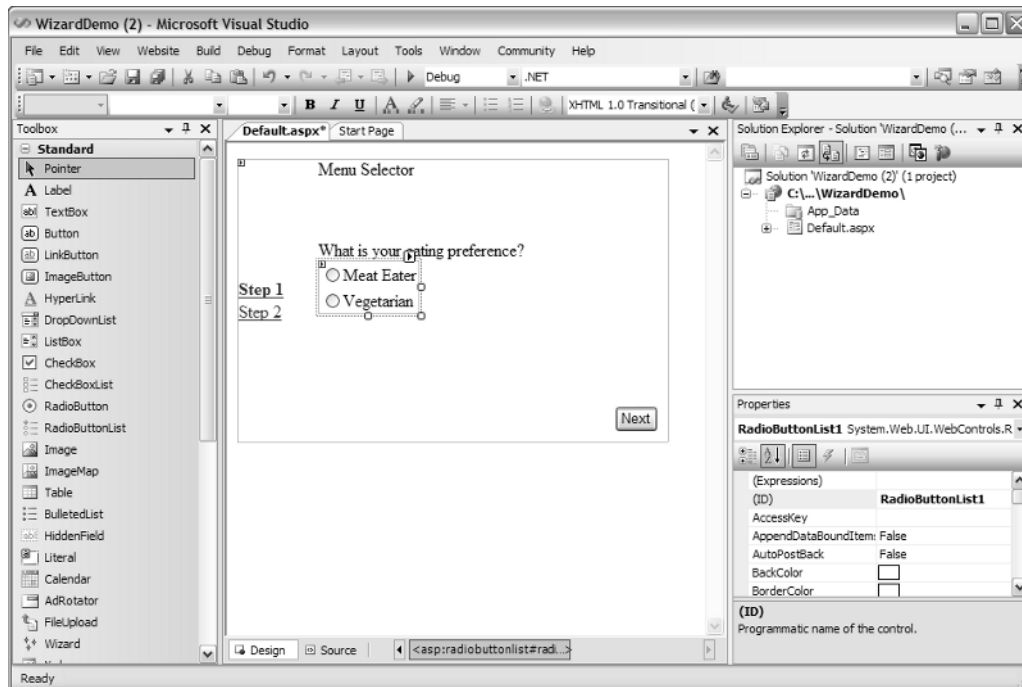 WizardDemo (2) - Microsoft Visual Studio
File Edit View Website Build Debug Format Layout Tools Window Community Help
Debug .NET
B I U A XHTML 1.0 Transitional (
Toolbox
Standard
Pointer
A Label
abl TextBox
ab Button
ab LinkButton
ImageButton
A HyperLink
DropDownList
ListBox
CheckBox
CheckBoxList
RadioButton
RadioButtonList
Image
ImageMap
Table
BulletedList
abl HiddenField
Literal
Calendar
AdRotator
FileUpload
Wizard
Default.aspx* Start Page
Menu Selector
What is your eating preference?
Meat Eater
Vegetarian
Step 1
Step 2
Next
Design Source <asp:radiobuttonlist#radi...>
Solution Explorer - Solution 'WizardDemo (...
Solution 'WizardDemo (2)' (1 project)
C:\...\WizardDemo\
App_Data
Default.aspx
Properties
RadioButtonList1 System.Web.UI.WebControls.R
(Expressions)
(ID) RadioButtonList1
AccessKey
AppendDataBoundItem: False
AutoPostBack False
BackColor
BorderColor
(ID)
Programmatic name of the control.
Ready